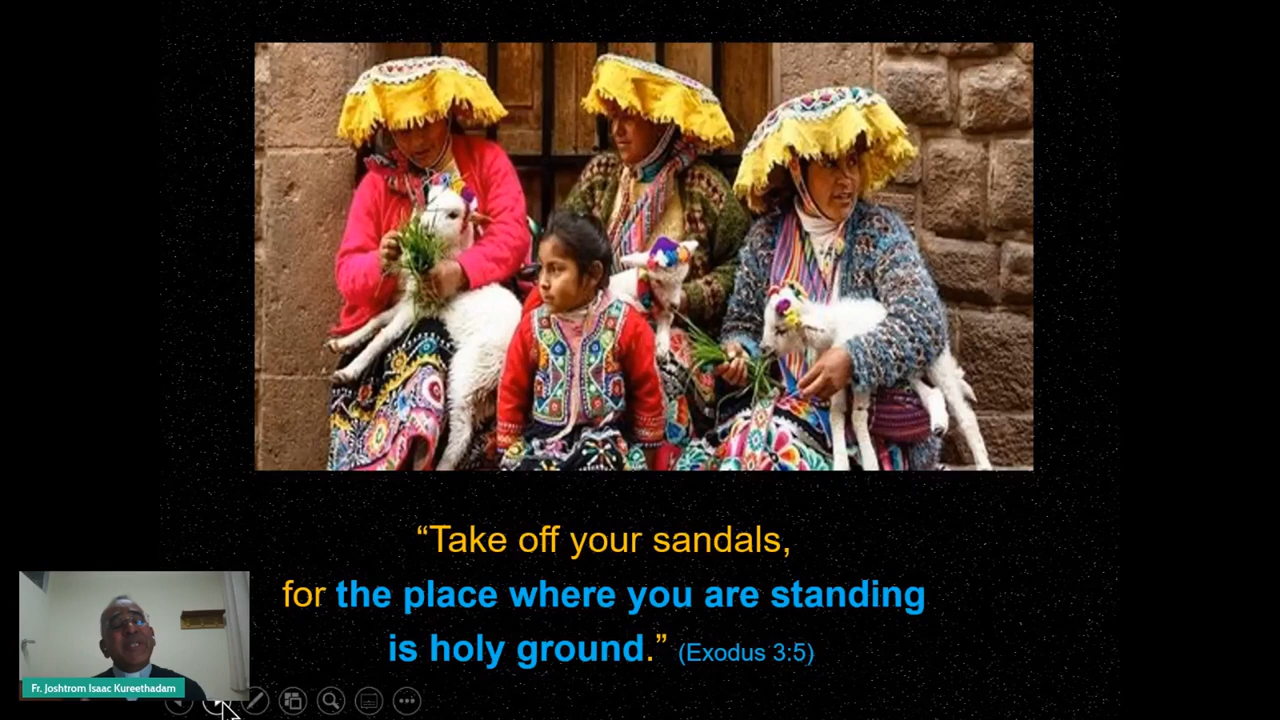 “Take off your sandals,
for the place where you are standing
is holy ground.” (Exodus 3:5)
Fr. Joshtrom Isaac Kureethadam